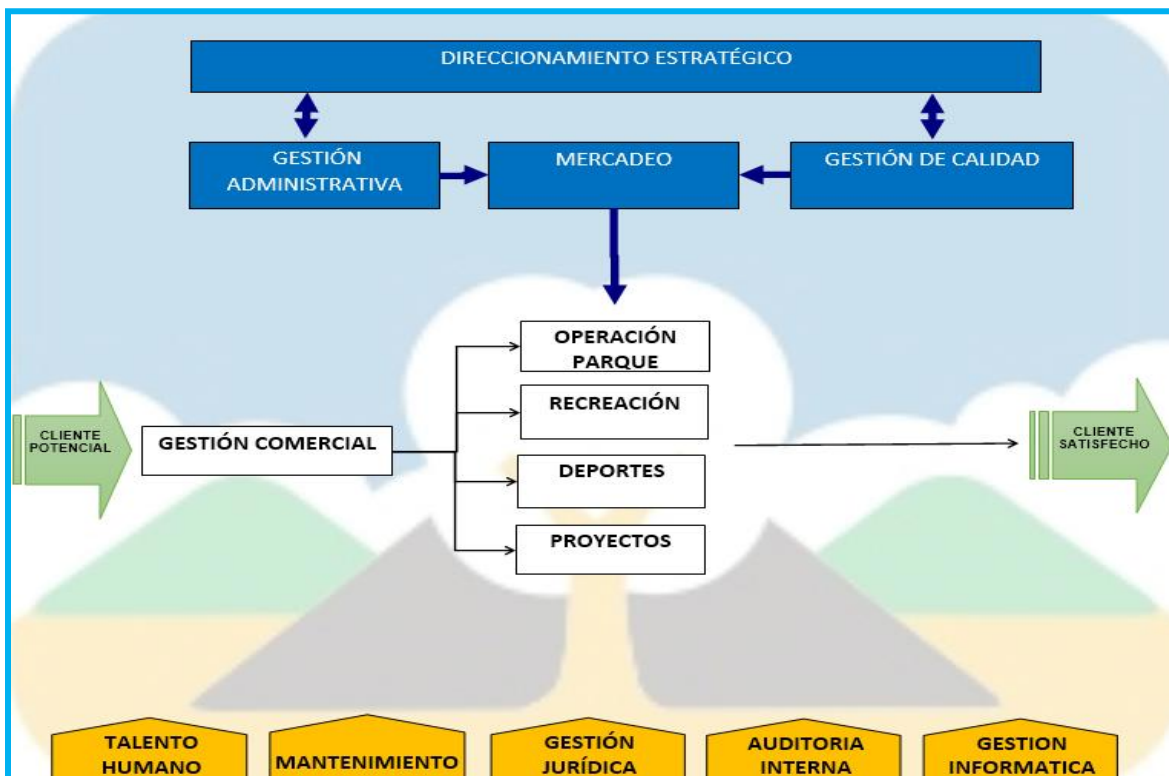 DIRECCIONAMIENTO ESTRATÉGICO
GESTIÓN
ADMINISTRATIVA
MERCADEO
GESTIÓN DE CALIDAD
OPERACIÓN
PARQUE
RECREACIÓN
CLIENTE
POTENCIAL
GESTIÓN COMERCIAL
CLIENTE
SATISFECHO
DEPORTES
PROYECTOS
TALENTO
HUMANO
MANTENIMIENTO
GESTIÓN
JURÍDICA
AUDITORIA
INTERNA
GESTION
INFORMATICA